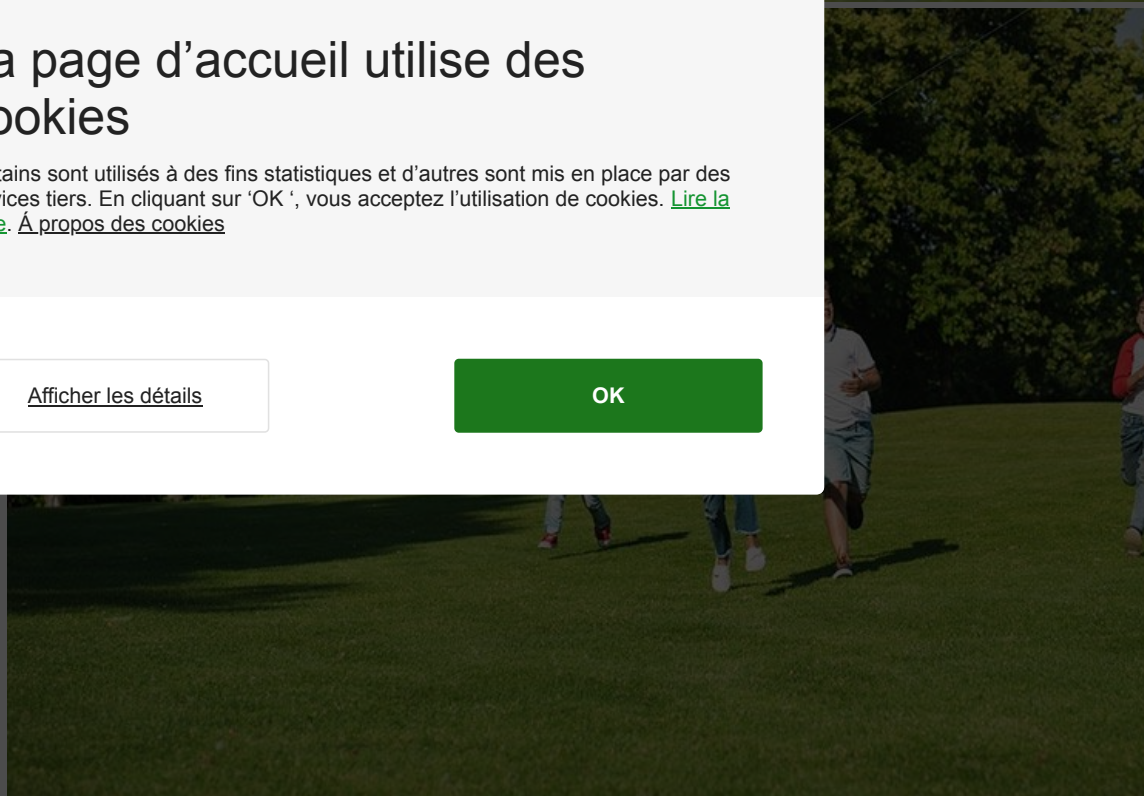 a page d’accueil utilise des
ookies
tains sont utilisés à des fins statistiques et d'autres sont mis en place par des
vices tiers. En cliquant sur ‘OK ‘, vous acceptez l’utilisation de cookies. Lire la
e. Á propos des cookies
Afficher les détails
OK